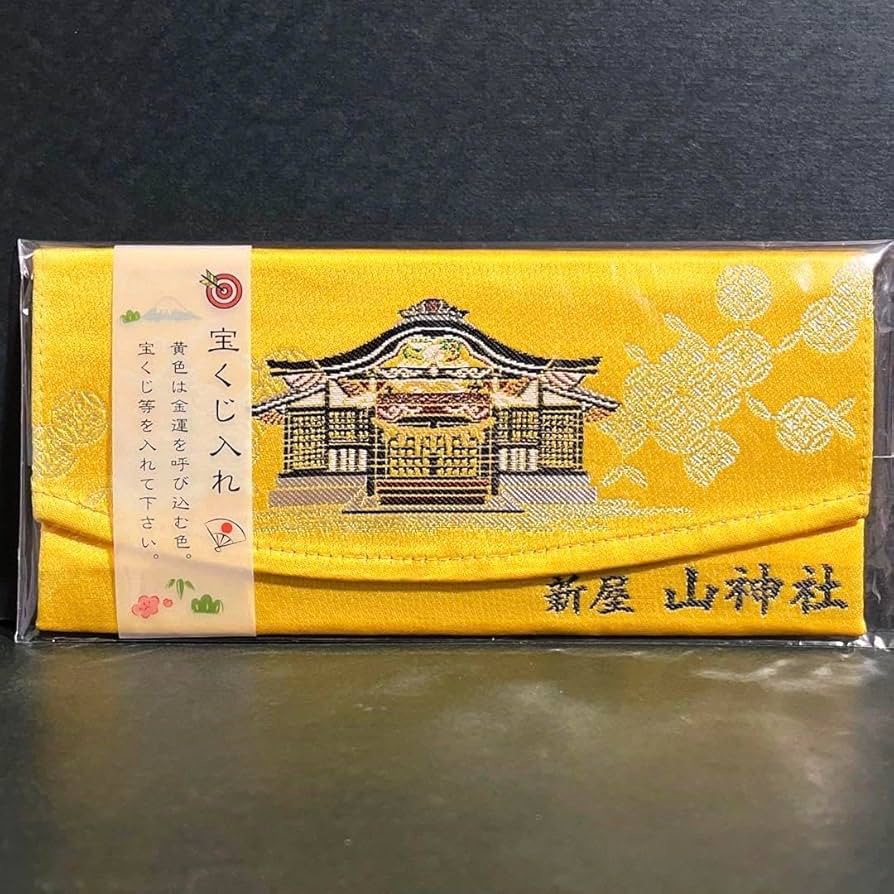 宝くじ入れ
黄色は金運を呼び込む色。
宝くじ等を入れて下さい。
新屋 山神社